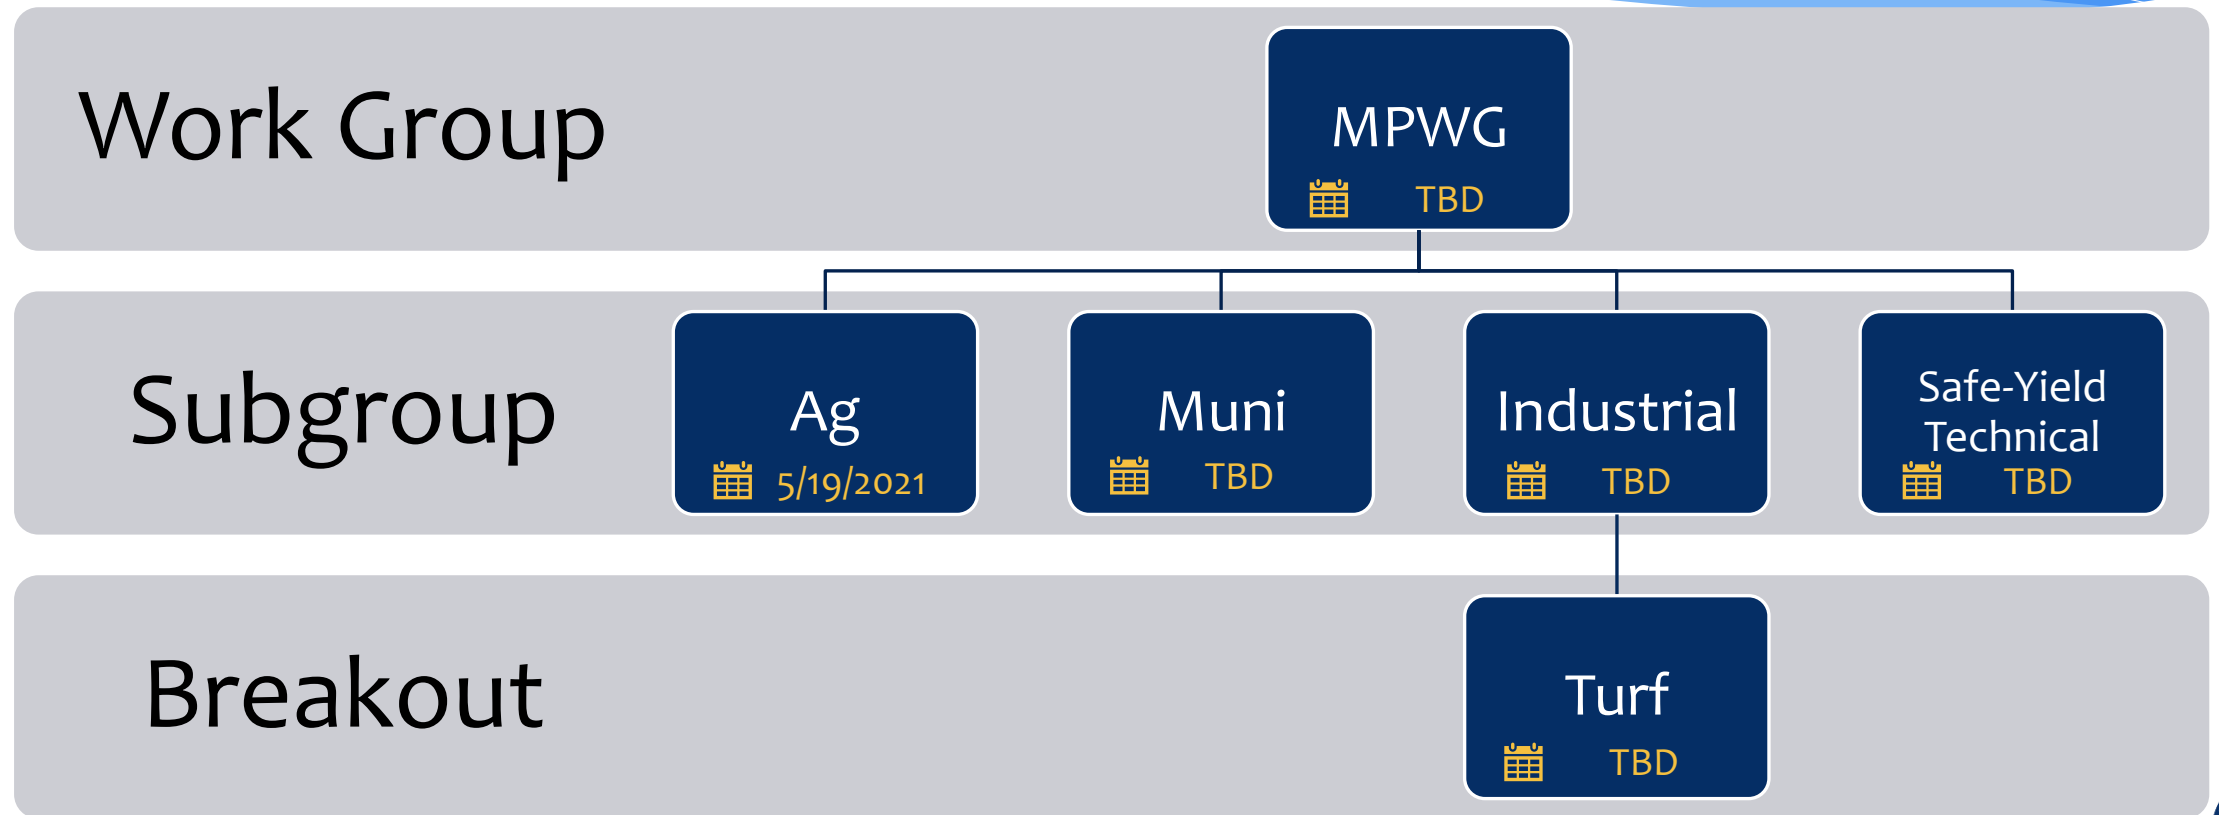 Work Group
MPWG
TBD
Subgroup
Ag
5/19/2021
Muni
TBD
Industrial
TBD
Safe-Yield
Technical
TBD
Breakout
Turf
TBD